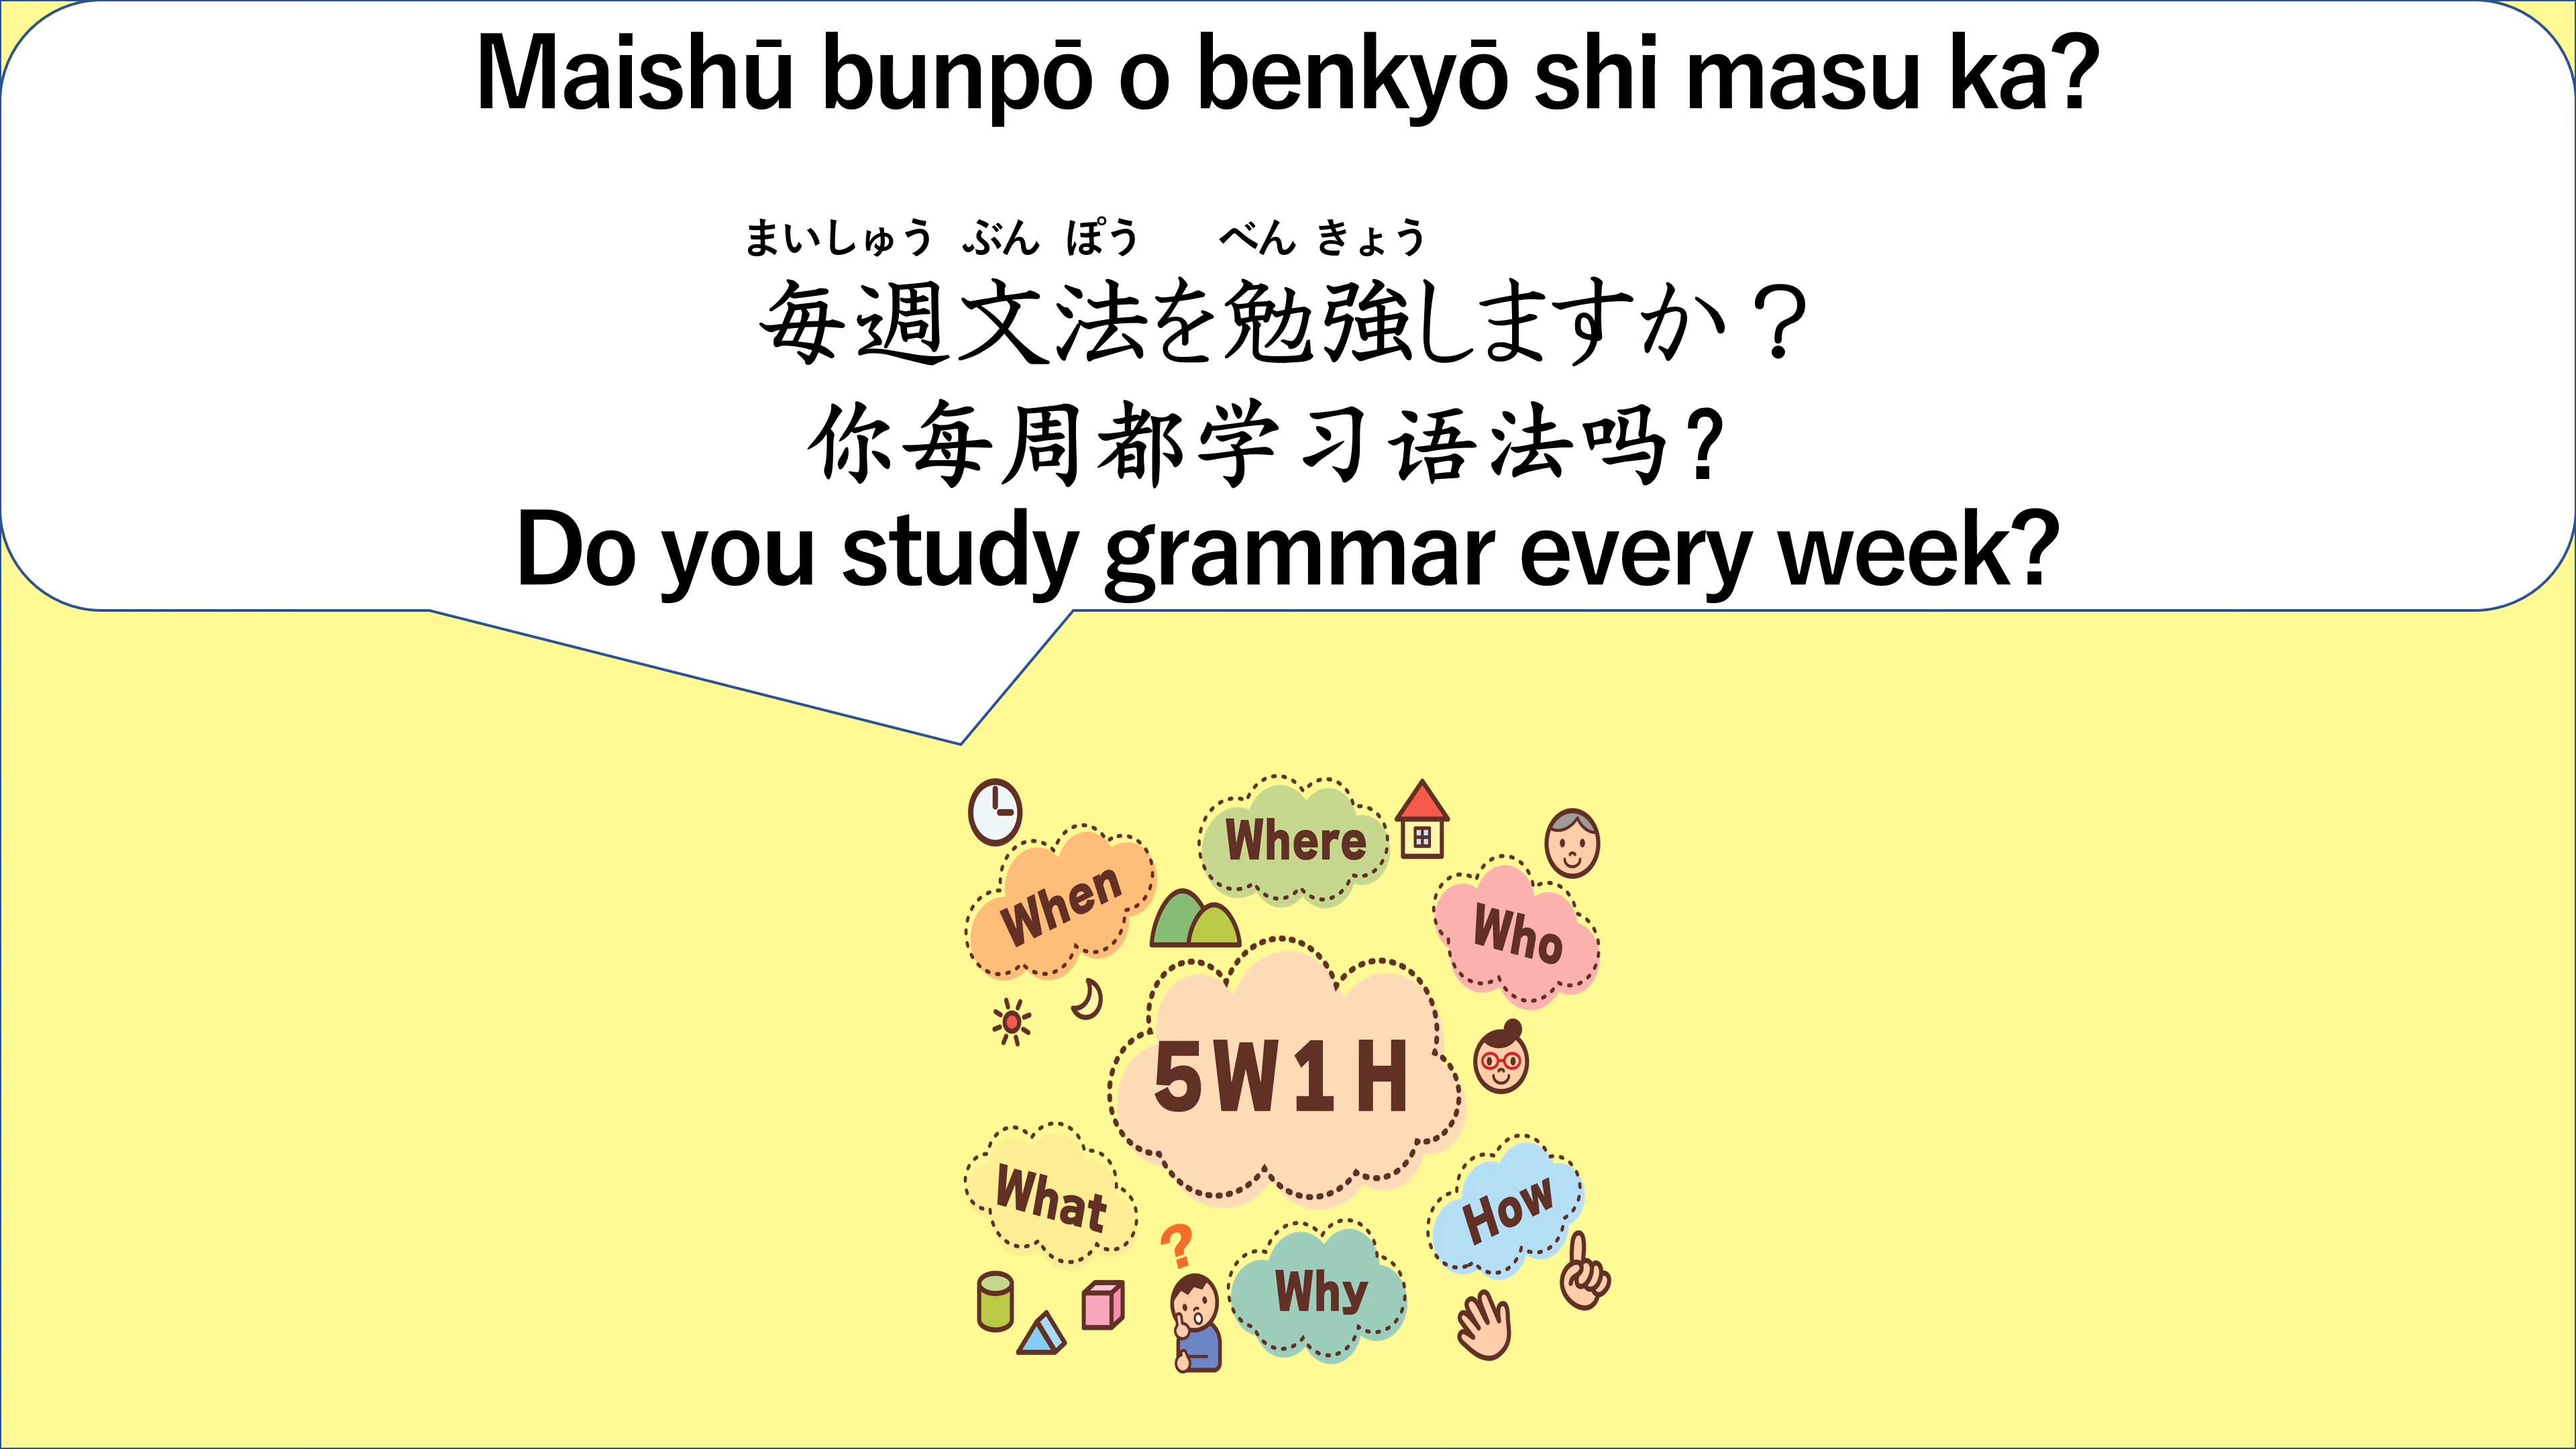 Maishū bunpō o benkyō shi masu ka?
まいしゅう ぶん ぽう べん きょう
毎週文法を勉強しますか？
你每周都学习语法吗?
Do you study grammar every week?
Where
When
Who
5W1H
What
How
?
Why